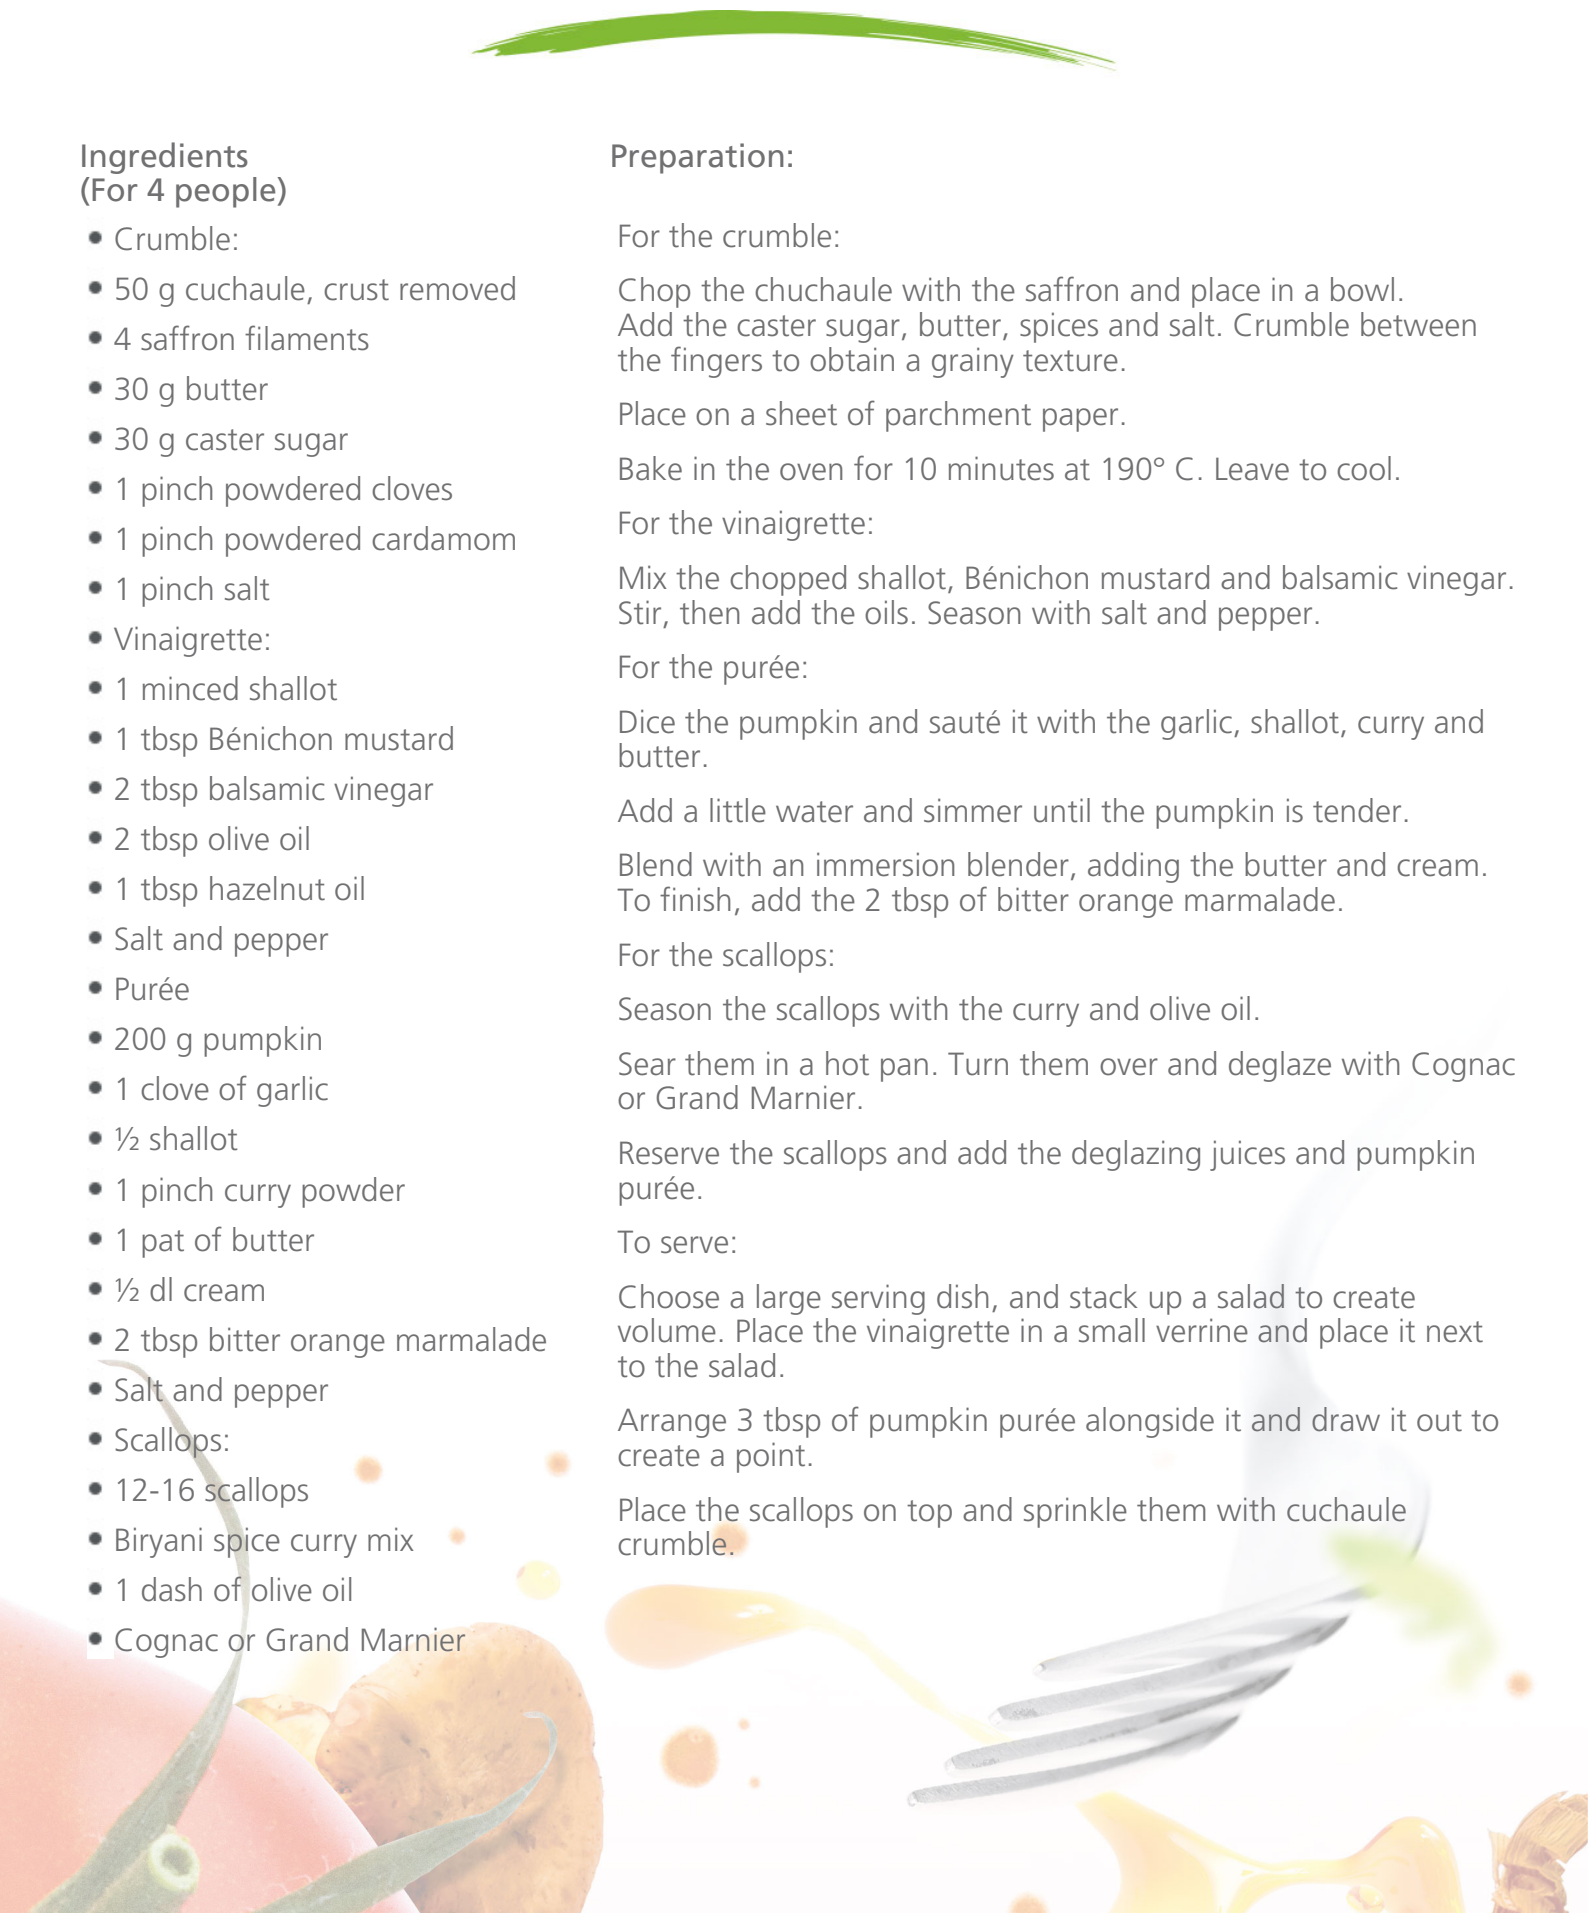 Ingredients
(For 4 people)
• Crumble:
• 50 g cuchaule, crust removed
• 4 saffron filaments
• 30 g butter
• 30 g caster sugar
• 1 pinch powdered cloves
• 1 pinch powdered cardamom
• 1 pinch salt
• Vinaigrette:
• 1 minced shallot
• 1 tbsp Bénichon mustard
• 2 tbsp balsamic vinegar
• 2 tbsp olive oil
• 1 tbsp hazelnut oil
• Salt and pepper
• Purée
• 200 g pumpkin
• 1 clove of garlic
• ½ shallot
• 1 pinch curry powder
• 1 pat of butter
• ½ dl cream
• 2 tbsp bitter orange marmalade
• Salt and pepper
• Scallops:
• 12-16 scallops
• Biryani spice curry mix
• 1 dash of olive oil
• Cognac or Grand Marnier
Preparation:
For the crumble:
Chop the chuchaule with the saffron and place in a bowl.
Add the caster sugar, butter, spices and salt. Crumble between
the fingers to obtain a grainy texture.
Place on a sheet of parchment paper.
Bake in the oven for 10 minutes at 190° C. Leave to cool.
For the vinaigrette:
Mix the chopped shallot, Bénichon mustard and balsamic vinegar.
Stir, then add the oils. Season with salt and pepper.
For the purée:
Dice the pumpkin and sauté it with the garlic, shallot, curry and
butter.
Add a little water and simmer until the pumpkin is tender.
Blend with an immersion blender, adding the butter and cream.
To finish, add the 2 tbsp of bitter orange marmalade.
For the scallops:
Season the scallops with the curry and olive oil.
Sear them in a hot pan. Turn them over and deglaze with Cognac
or Grand Marnier.
Reserve the scallops and add the deglazing juices and pumpkin
purée.
To serve:
Choose a large serving dish, and stack up a salad to create
volume. Place the vinaigrette in a small verrine and place it next
to the salad.
Arrange 3 tbsp of pumpkin purée alongside it and draw it out to
create a point.
Place the scallops on top and sprinkle them with cuchaule
crumble.